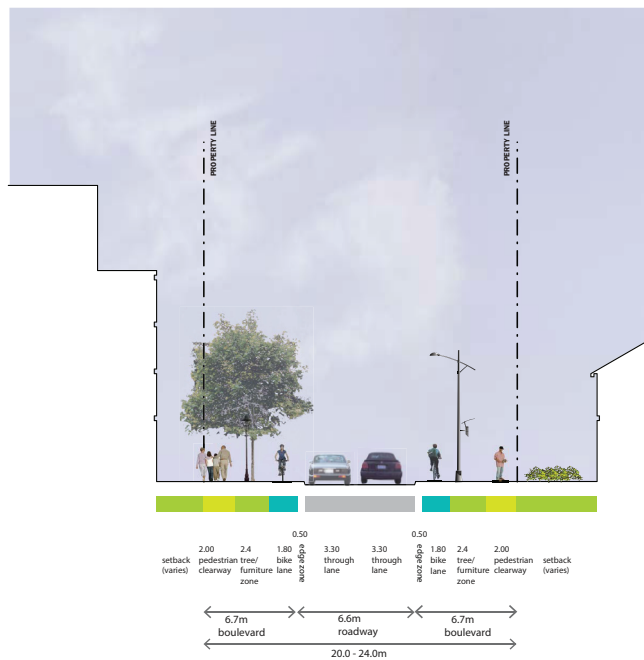 PROPERTY LINE
PROPERTY LINE
setback
(varies)
2.00
pedestrian
clearway
2.4
tree/
furniture
zone
1.80
bike
lane
0.50
edge zone
3.30
through
lane
3.30
through
lane
0.50
edge zone
1.80
bike
lane
2.4
tree/
furniture
zone
2.00
pedestrian
clearway
setback
(varies)
6.7m
boulevard
6.6m
roadway
6.7m
boulevard
20.0 - 24.0m